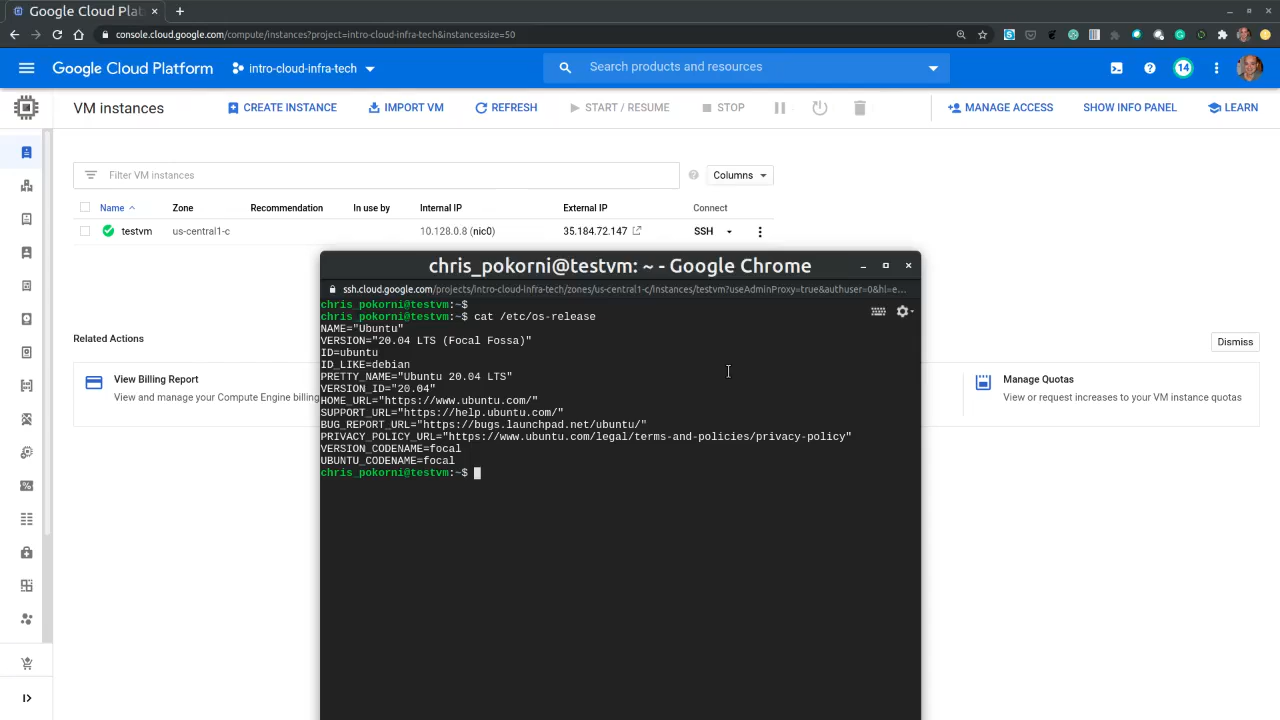 Google Cloud Plat
console.cloud.google.com/compute/instances?project=intro-cloud-infra-tech&instancessize=50
Google Cloud Platform
intro-cloud-infra-tech
Search products and resources
14
VM instances
CREATE INSTANCE
IMPORT VM
REFRESH
START / RESUME
STOP
MANAGE ACCESS
SHOW INFO PANEL
LEARN
Filter VM instances
Columns
Name Zone Recommendation In use by Internal IP External IP Connect
testvm us-central1-c 10.128.0.8 (nic0) 35.184.72.147 SSH
chris_pokorni@testvm: ~ - Google Chrome
ssh.cloud.google.com/projects/intro-cloud-infra-tech/zones/us-central1-c/instances/testvm?useAdminProxy=true&authuser=0&hl=e...
chris_pokorni@testvm:~$
chris_pokorni@testvm:~$ cat /etc/os-release
NAME="Ubuntu"
VERSION="20.04 LTS (Focal Fossa)"
ID=ubuntu
ID_LIKE=debian
PRETTY_NAME="Ubuntu 20.04 LTS"
VERSION_ID="20.04"
HOME_URL="https://www.ubuntu.com/"
SUPPORT_URL="https://help.ubuntu.com/"
BUG_REPORT_URL="https://bugs.launchpad.net/ubuntu/"
PRIVACY_POLICY_URL="https://www.ubuntu.com/legal/terms-and-policies/privacy-policy"
VERSION_CODENAME=focal
UBUNTU_CODENAME=focal
chris_pokorni@testvm:~$
Related Actions
Dismiss
View Billing Report
View and manage your Compute Engine billing
Manage Quotas
View or request increases to your VM instance quotas